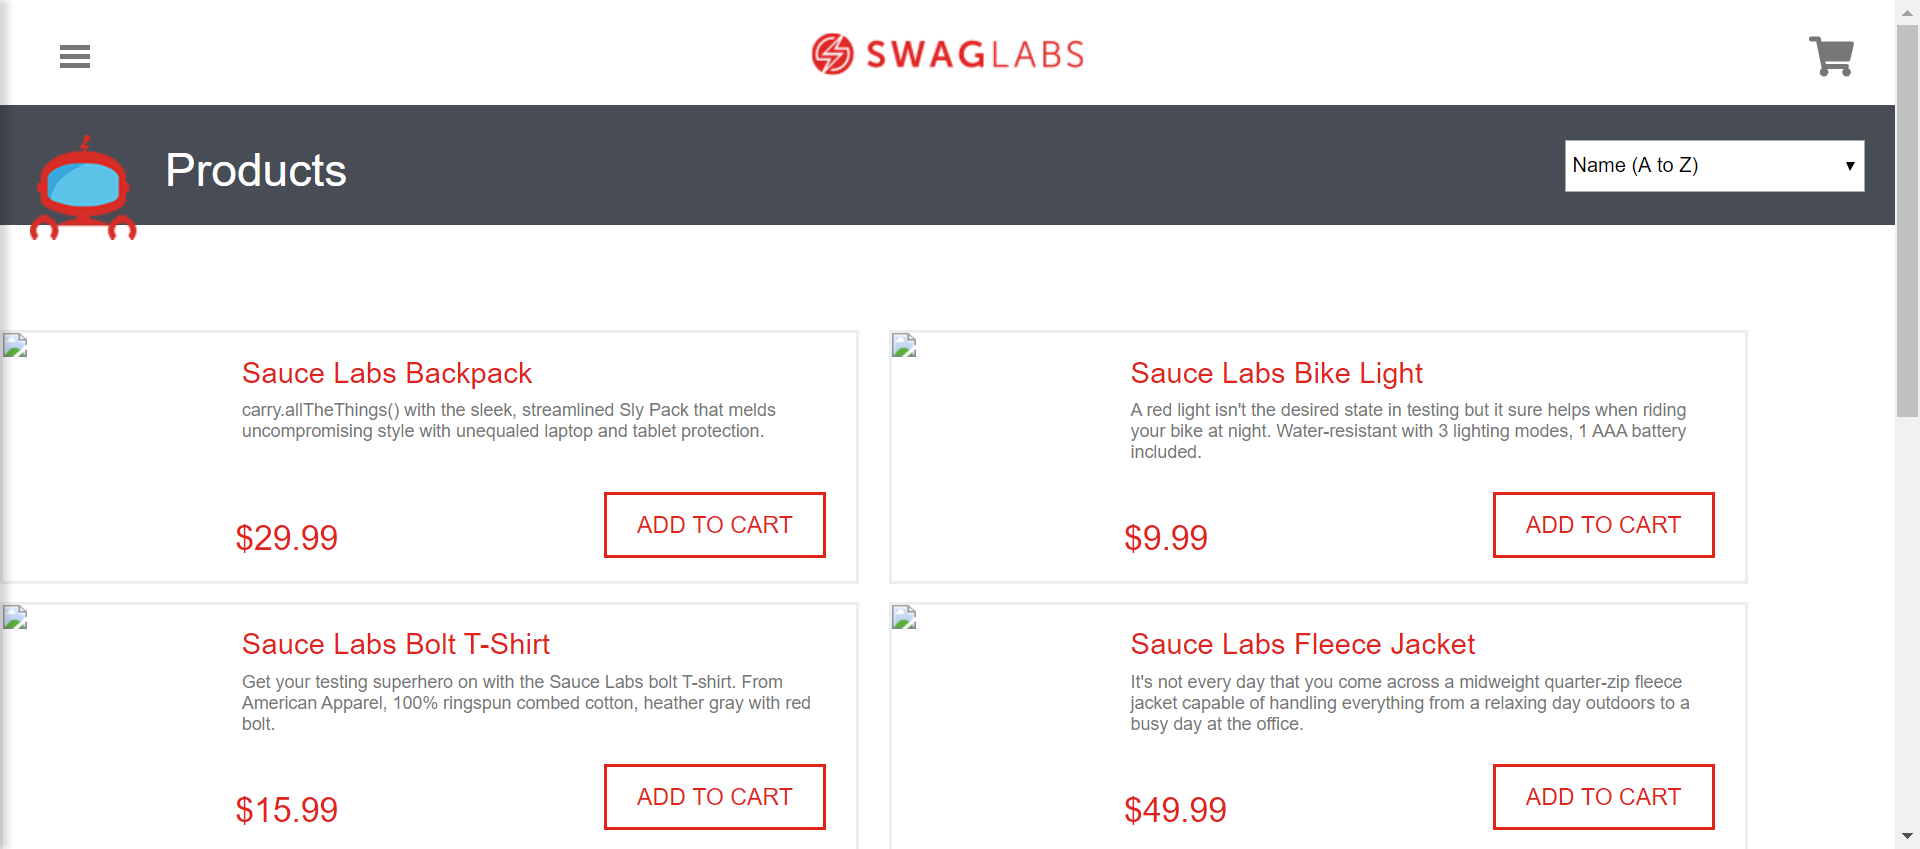 SWAGLABS
Products
Name (A to Z)
Sauce Labs Backpack
carry.allTheThings() with the sleek, streamlined Sly Pack that melds
uncompromising style with unequaled laptop and tablet protection.
$29.99
ADD TO CART
Sauce Labs Bike Light
A red light isn't the desired state in testing but it sure helps when riding
your bike at night. Water-resistant with 3 lighting modes, 1 AAA battery
included.
$9.99
ADD TO CART
Sauce Labs Bolt T-Shirt
Get your testing superhero on with the Sauce Labs bolt T-shirt. From
American Apparel, 100% ringspun combed cotton, heather gray with red
bolt.
$15.99
ADD TO CART
Sauce Labs Fleece Jacket
It's not every day that you come across a midweight quarter-zip fleece
jacket capable of handling everything from a relaxing day outdoors to a
busy day at the office.
$49.99
ADD TO CART